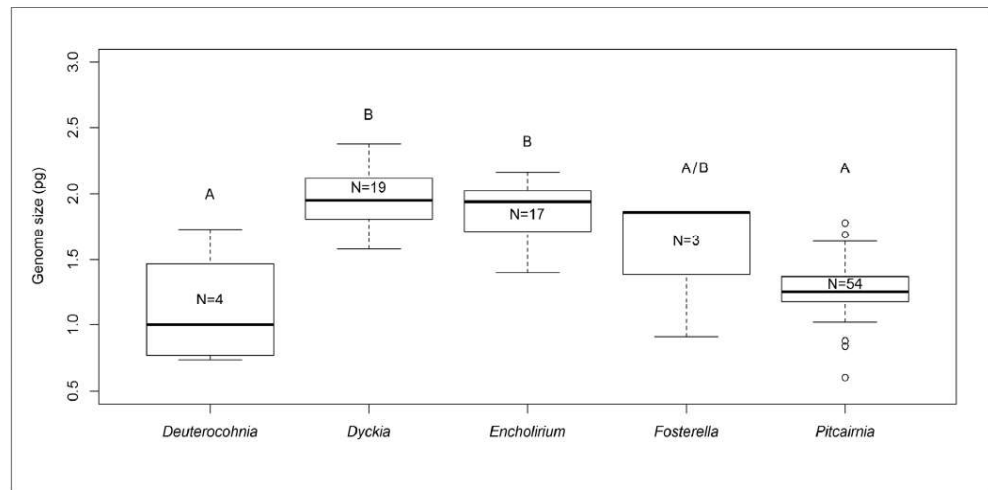 3.0
2.5
2.0
1.5
1.0
0.5
Genome size (pg)
A
B
B
A/B
A
N=4
N=19
N=17
N=3
N=54
Deuterocohnia
Dyckia
Encholirium
Fosterella
Pitcairnia